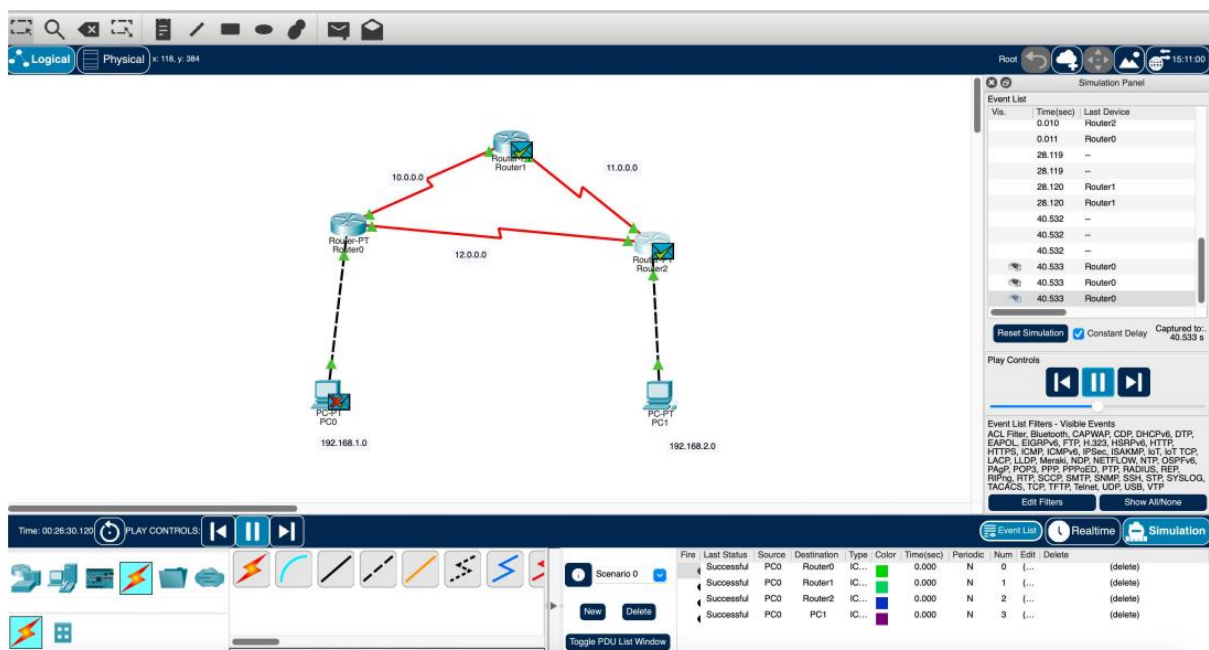 Logical Physical x: 118, y: 384 Root 15:11:00
Simulation Panel
Event List
Vis. Time(sec) Last Device
0.010 Router2
0.011 Router0
28.119 --
28.119 --
28.120 Router1
28.120 Router1
40.532 --
40.532 --
40.532 --
40.533 Router0
40.533 Router0
40.533 Router0
Reset Simulation Constant Delay Captured to:.
40.533 s
Play Controls
Event List Filters - Visible Events
ACL Filter, Bluetooth, CAPWAP, CDP, DHCPv6, DTP,
EAPOL, EIGRPv6, FTP, H.323, HSRPv6, HTTP,
HTTPS, ICMP, ICMPv6, IPSec, ISAKMP, IoT, IoT TCP,
LACP, LLDP, Meraki, NDP, NETFLOW, NTP, OSPFv6,
PAgP, POP3, PPP, PPPoED, PTP, RADIUS, REP,
RIPng, RTP, SCCP, SMTP, SNMP, SSH, STP, SYSLOG,
TACACS, TCP, TFTP, Telnet, UDP, USB, VTP
Edit Filters Show All/None
Router1
10.0.0.0
11.0.0.0
Router-PT
Router0
12.0.0.0
Router2
PC-PT
PC0
192.168.1.0
PC-PT
PC1
192.168.2.0
Time: 00:26:30.120 PLAY CONTROLS: Event List Realtime Simulation
Scenario 0
New Delete
Toggle PDU List Window
Fire Last Status Source Destination Type Color Time(sec) Periodic Num Edit Delete
Successful PC0 Router0 IC... 0.000 N 0 (... (delete)
Successful PC0 Router1 IC... 0.000 N 1 (... (delete)
Successful PC0 Router2 IC... 0.000 N 2 (... (delete)
Successful PC0 PC1 IC... 0.000 N 3 (... (delete)